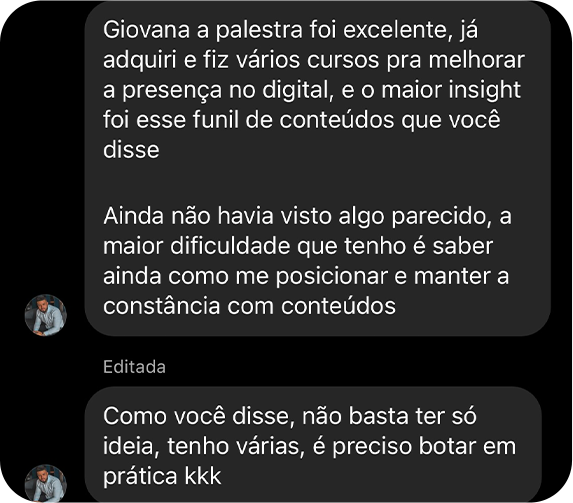 Giovana a palestra foi excelente, já
adquiri e fiz vários cursos pra melhorar
a presença no digital, e o maior insight
foi esse funil de conteúdos que você
disse
Ainda não havia visto algo parecido, a
maior dificuldade que tenho é saber
ainda como me posicionar e manter a
constância com conteúdos
Editada
Como você disse, não basta ter só
ideia, tenho várias, é preciso botar em
prática kkk